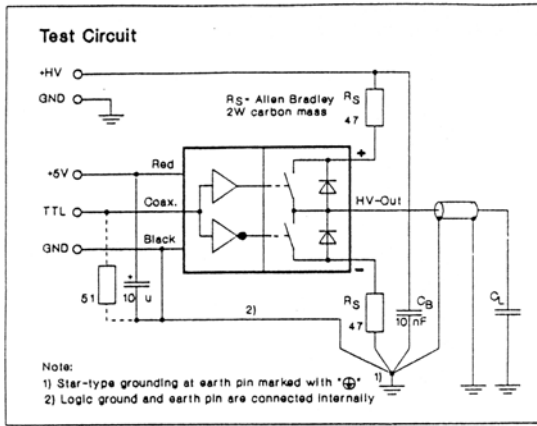 Test Circuit
+HV
GND
RS - Allen Bradley
2W carbon mass
RS
47
+
+5V
Red
TTL
Coax.
HV-Out
GND
Black
-
51
+
10 u
2)
RS
47
CB
10 nF
CL
1)
Note:
1) Star-type grounding at earth pin marked with "⏚"
2) Logic ground and earth pin are connected internally